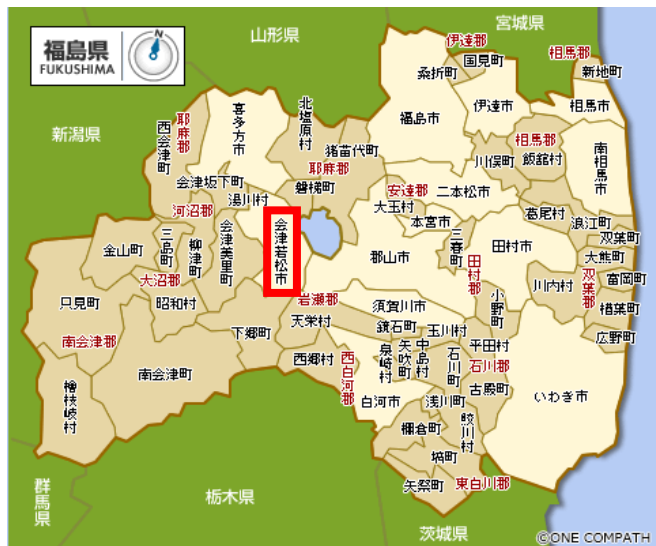 福島県
FUKUSHIMA
山形県
宮城県
新潟県
伊達郡
国見町
桑折町
相馬郡
新地町
相馬市
伊達市
福島市
北塩原村
喜多方市
耶麻郡
西会津町
猪苗代町
耶麻郡
磐梯町
会津坂下町
湯川村
河沼郡
相馬郡
飯舘村
川俣町
南相馬市
安達郡
大玉村
二本松市
本宮市
葛尾村
浪江町
双葉町
大熊町
富岡町
双葉郡
楢葉町
川内村
広野町
田村市
三春町
田村郡
小野町
郡山市
会津若松市
会津美里町
柳津町
三島町
金山町
大沼郡
昭和村
只見町
南会津郡
南会津町
檜枝岐村
下郷町
岩瀬郡
天栄村
須賀川市
鏡石町
玉川村
平田村
石川郡
古殿町
石川町
中島村
矢吹町
泉崎村
西郷村
西白河郡
白河市
浅川町
鮫川村
棚倉町
塙町
矢祭町
東白川郡
いわき市
群馬県
栃木県
茨城県
©ONE COMPATH